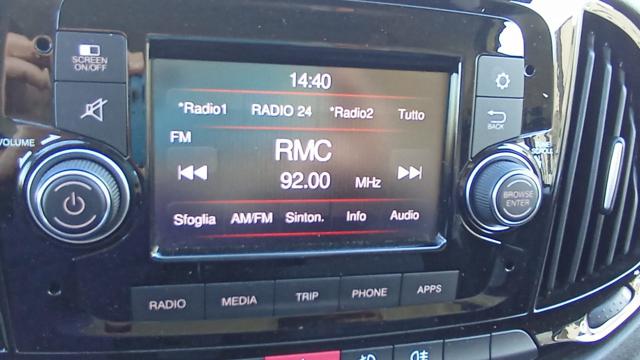 SCREEN
ON/OFF
14:40
*Radio1 RADIO 24 *Radio2 Tutto
BACK
VOLUME
FM
RMC
92.00 MHz
BROWSE
ENTER
Sfoglia AM/FM Sinton. Info Audio
RADIO MEDIA TRIP PHONE APPS